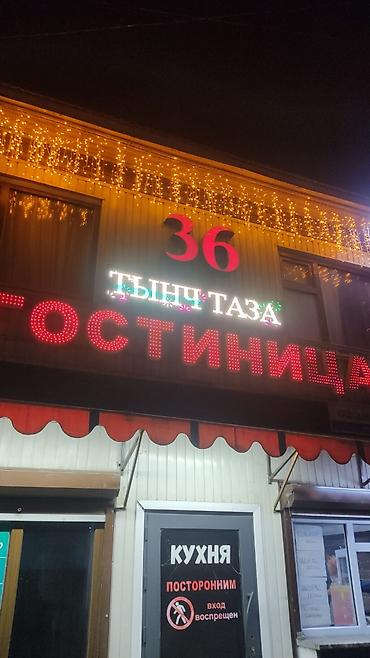 36
ТЫНЧ ТАЗА
ГОСТИНИЦА
КУХНЯ
ПОСТОРОННИМ
вход
воспрещен